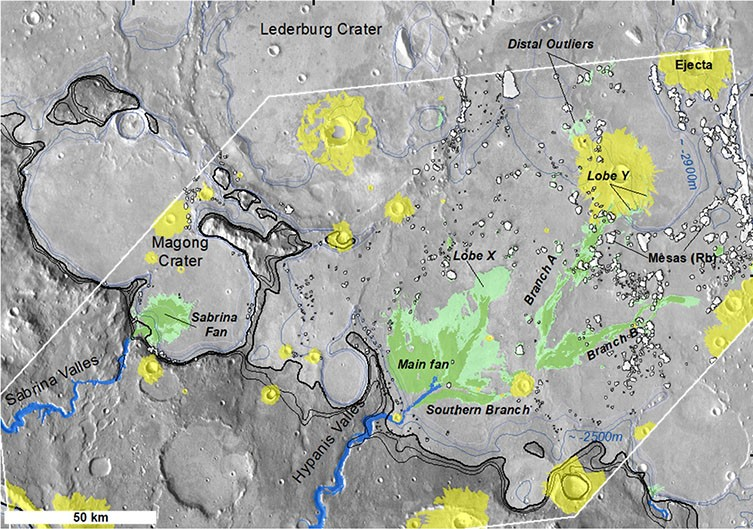 Lederburg Crater
Distal Outliers
Ejecta
~ -2900m
Lobe Y
Magong
Crater
Mesas (Rb)
Lobe X
Branch A
Sabrina
Fan
Branch B
Main fan
Sabrina Valles
Southern Branch
Hypanis Valles
~ -2500m
50 km